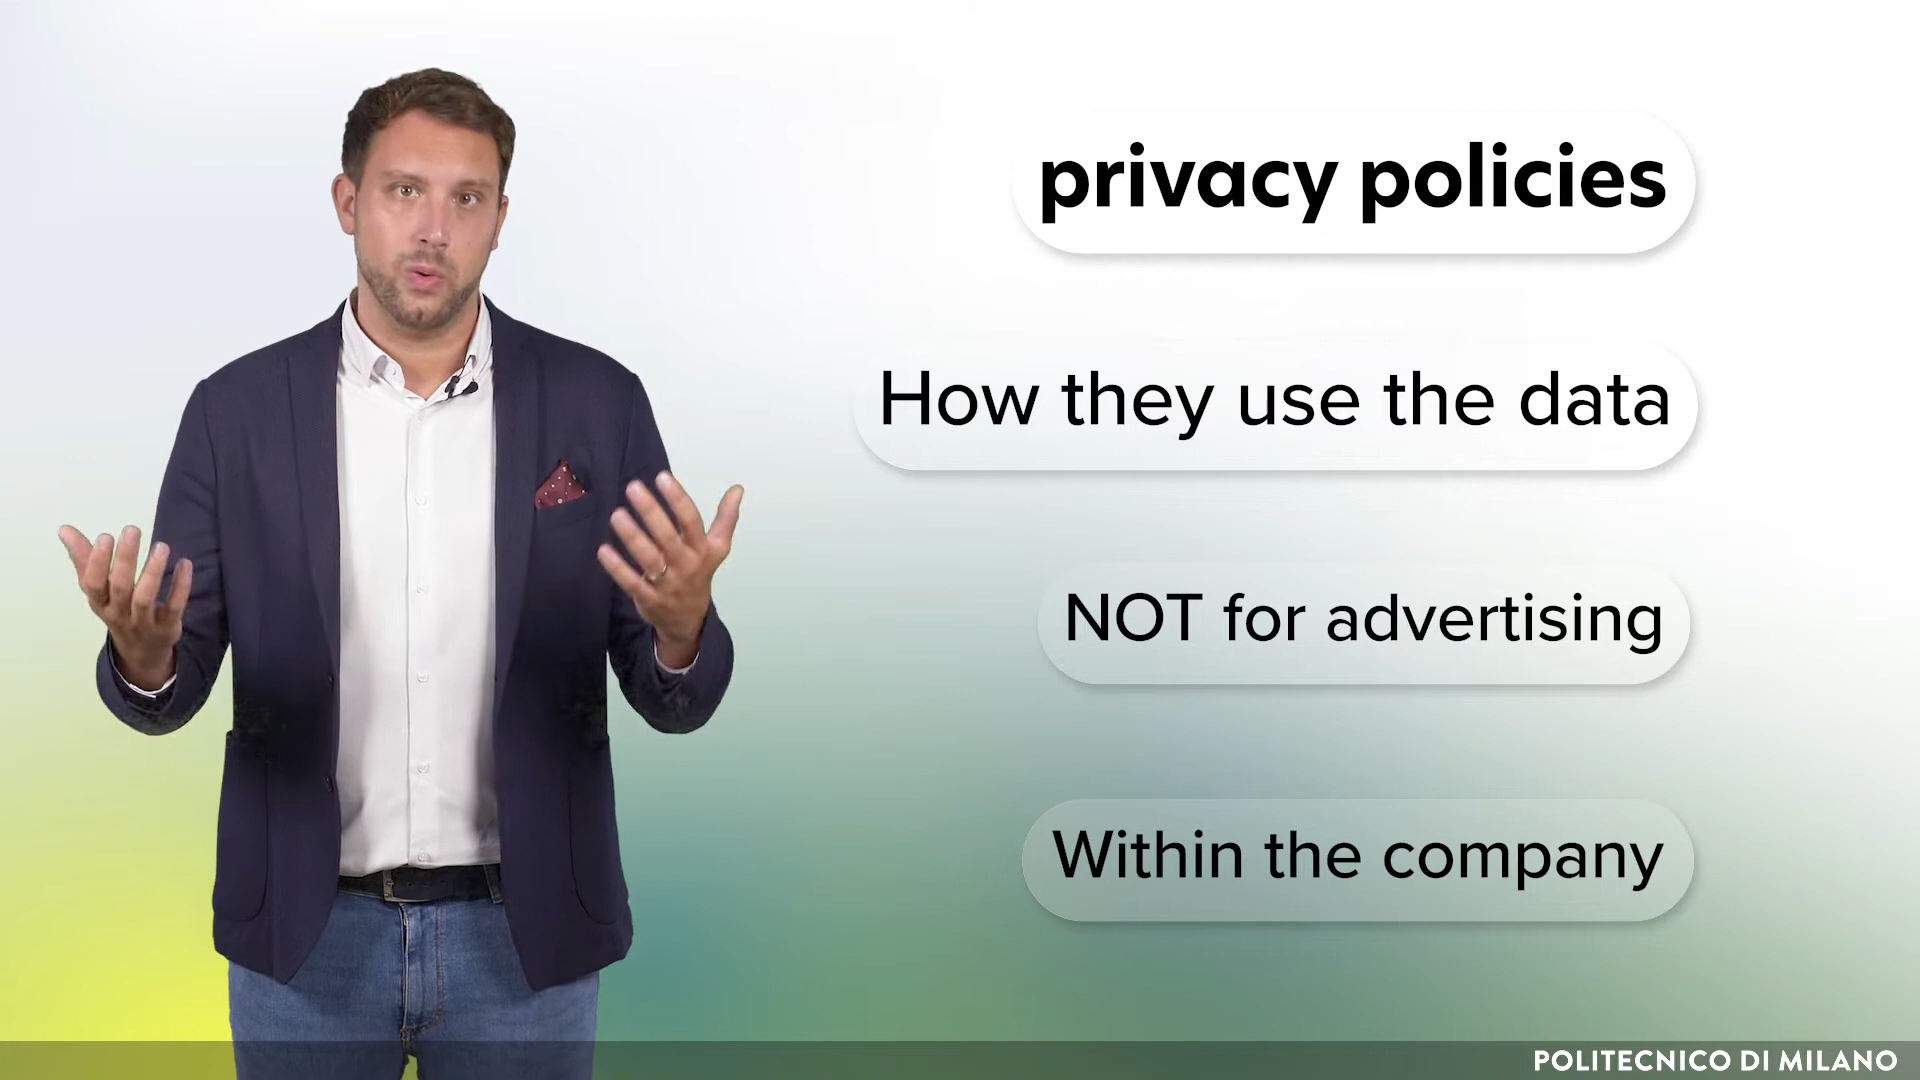 privacy policies
How they use the data
NOT for advertising
Within the company
POLITECNICO DI MILANO